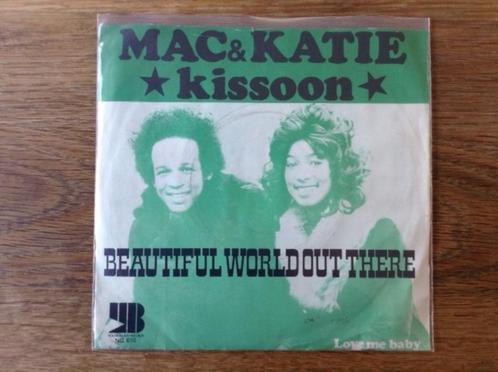 MAC & KATIE
★ kissoon ★
BEAUTIFUL WORLD OUT THERE
Love me baby